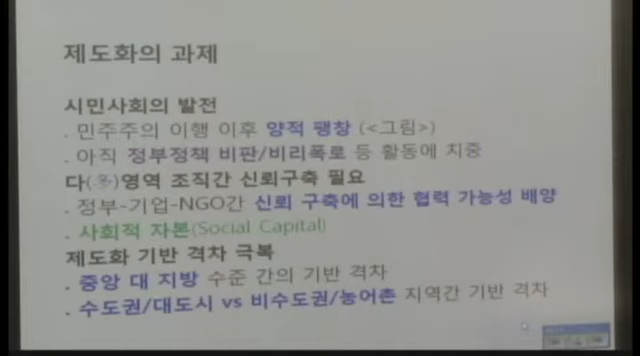 제도화의 과제
시민사회의 발전
. 민주주의 이행 이후 양적 팽창 (<그림>)
. 아직 정부정책 비판/비리폭로 등 활동에 치중
다(多)영역 조직간 신뢰구축 필요
. 정부-기업-NGO간 신뢰 구축에 의한 협력 가능성 배양
. 사회적 자본(Social Capital)
제도화 기반 격차 극복
. 중앙 대 지방 수준 간의 기반 격차
. 수도권/대도시 vs 비수도권/농어촌 지역간 기반 격차